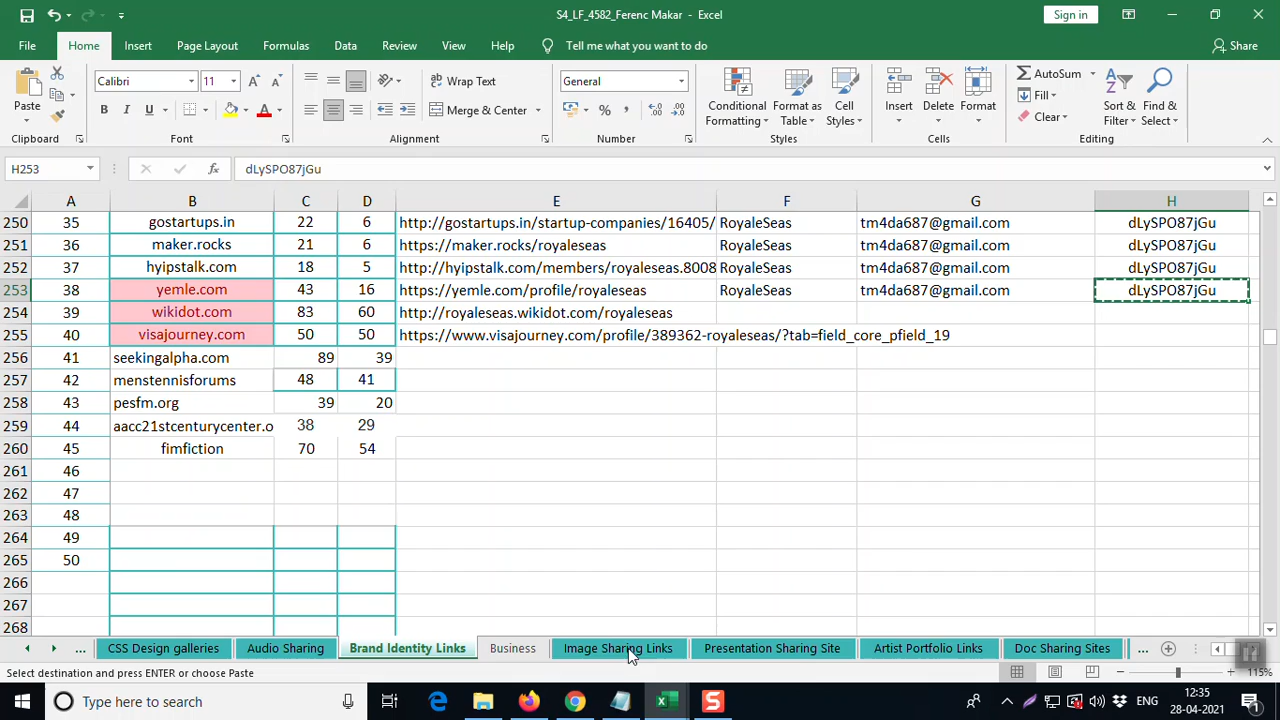 S4_LF_4582_Ferenc Makar - Excel
Sign in
File Home Insert Page Layout Formulas Data Review View Help Tell me what you want to do Share
Paste
Clipboard
Calibri 11
B I U
Font
Wrap Text
Merge & Center
Alignment
General
Number
Conditional Formatting
Format as Table
Cell Styles
Styles
Insert Delete Format
Cells
AutoSum
Fill
Clear
Sort & Filter
Find & Select
Editing
H253 fx dLySPO87jGu
A B C D E F G H
250 35 gostartups.in 22 6 http://gostartups.in/startup-companies/16405/ RoyaleSeas tm4da687@gmail.com dLySPO87jGu
251 36 maker.rocks 21 6 https://maker.rocks/royaleseas RoyaleSeas tm4da687@gmail.com dLySPO87jGu
252 37 hyipstalk.com 18 5 http://hyipstalk.com/members/royaleseas.8008 RoyaleSeas tm4da687@gmail.com dLySPO87jGu
253 38 yemle.com 43 16 https://yemle.com/profile/royaleseas RoyaleSeas tm4da687@gmail.com dLySPO87jGu
254 39 wikidot.com 83 60 http://royaleseas.wikidot.com/royaleseas
255 40 visajourney.com 50 50 https://www.visajourney.com/profile/389362-royaleseas/?tab=field_core_pfield_19
256 41 seekingalpha.com 89 39
257 42 menstennisforums 48 41
258 43 pesfm.org 39 20
259 44 aacc21stcenturycenter.o 38 29
260 45 fimfiction 70 54
261 46
262 47
263 48
264 49
265 50
266
267
268
... CSS Design galleries Audio Sharing Brand Identity Links Business Image Sharing Links Presentation Sharing Site Artist Portfolio Links Doc Sharing Sites ...
Select destination and press ENTER or choose Paste 115%
Type here to search
ENG
12:35
28-04-2021
1